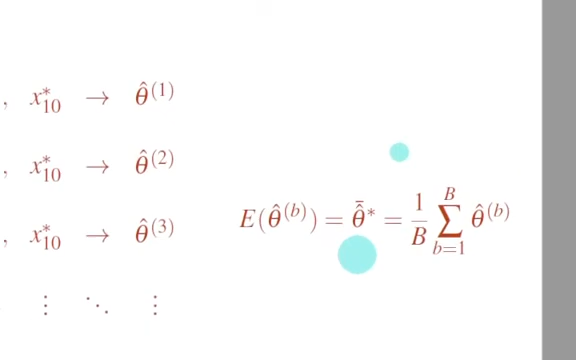 , x*₁₀ → θ̂⁽¹⁾
, x*₁₀ → θ̂⁽²⁾
, x*₁₀ → θ̂⁽³⁾
E(θ̂⁽ᵇ⁾) = θ̂̄* = 1/B ∑_{b=1}^{B} θ̂⁽ᵇ⁾
⋮ ⋱ ⋮